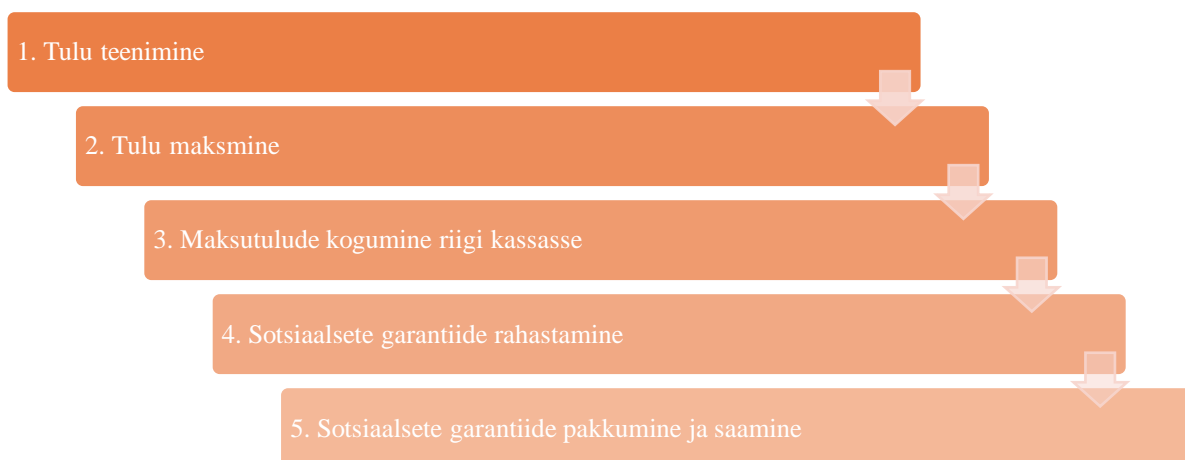 1. Tulu teenimine
2. Tulu maksmine
3. Maksutulude kogumine riigi kassasse
4. Sotsiaalsete garantiide rahastamine
5. Sotsiaalsete garantiide pakkumine ja saamine